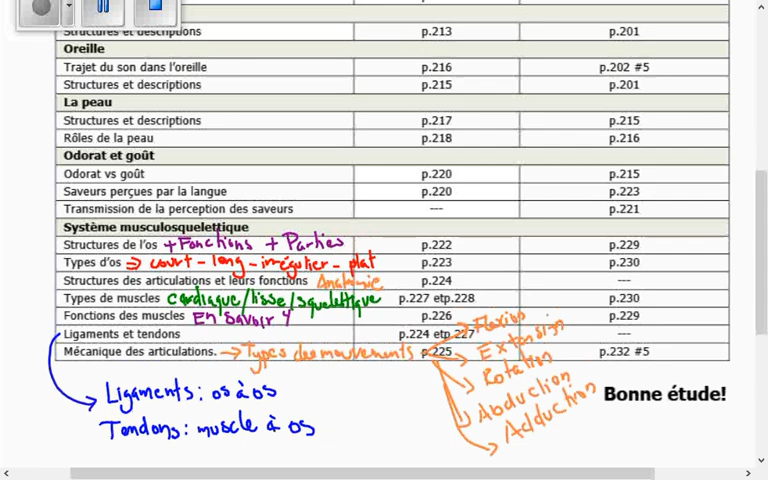 Structures et descriptions p.213 p.201
Oreille
Trajet du son dans l'oreille p.216 p.202 #5
Structures et descriptions p.215 p.201
La peau
Structures et descriptions p.217 p.215
Rôles de la peau p.218 p.216
Odorat et goût
Odorat vs goût p.220 p.215
Saveurs perçues par la langue p.220 p.223
Transmission de la perception des saveurs --- p.221
Système musculosquelettique
Structures de l'os + Fonctions + Parties p.222 p.229
Types d'os ⇒ court - long - irrégulier - plat p.223 p.230
Structures des articulations et leurs fonctions Anatomie p.224 ---
Types de muscles cardiaque/lisse/squelettique p.227 etp.228 p.230
Fonctions des muscles En Savoir + p.226 p.229
Ligaments et tendons p.224 etp.227 ---
Mécanique des articulations. → Types des mouvements p.225 p.232 #5
Flexion
Extension
Rotation
Abduction
Adduction
Ligaments: os à os
Tendons: muscle à os
Bonne étude!